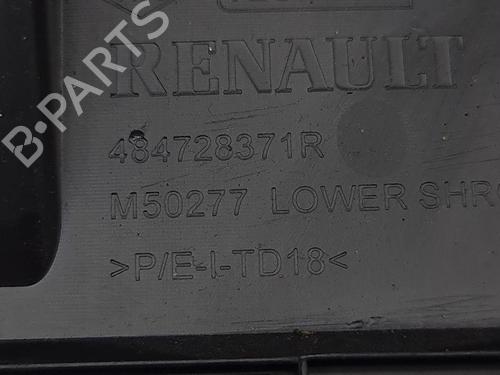 RENAULT
484728371R
M50277 LOWER SHR
>P/E-I-TD18<
B-PARTS